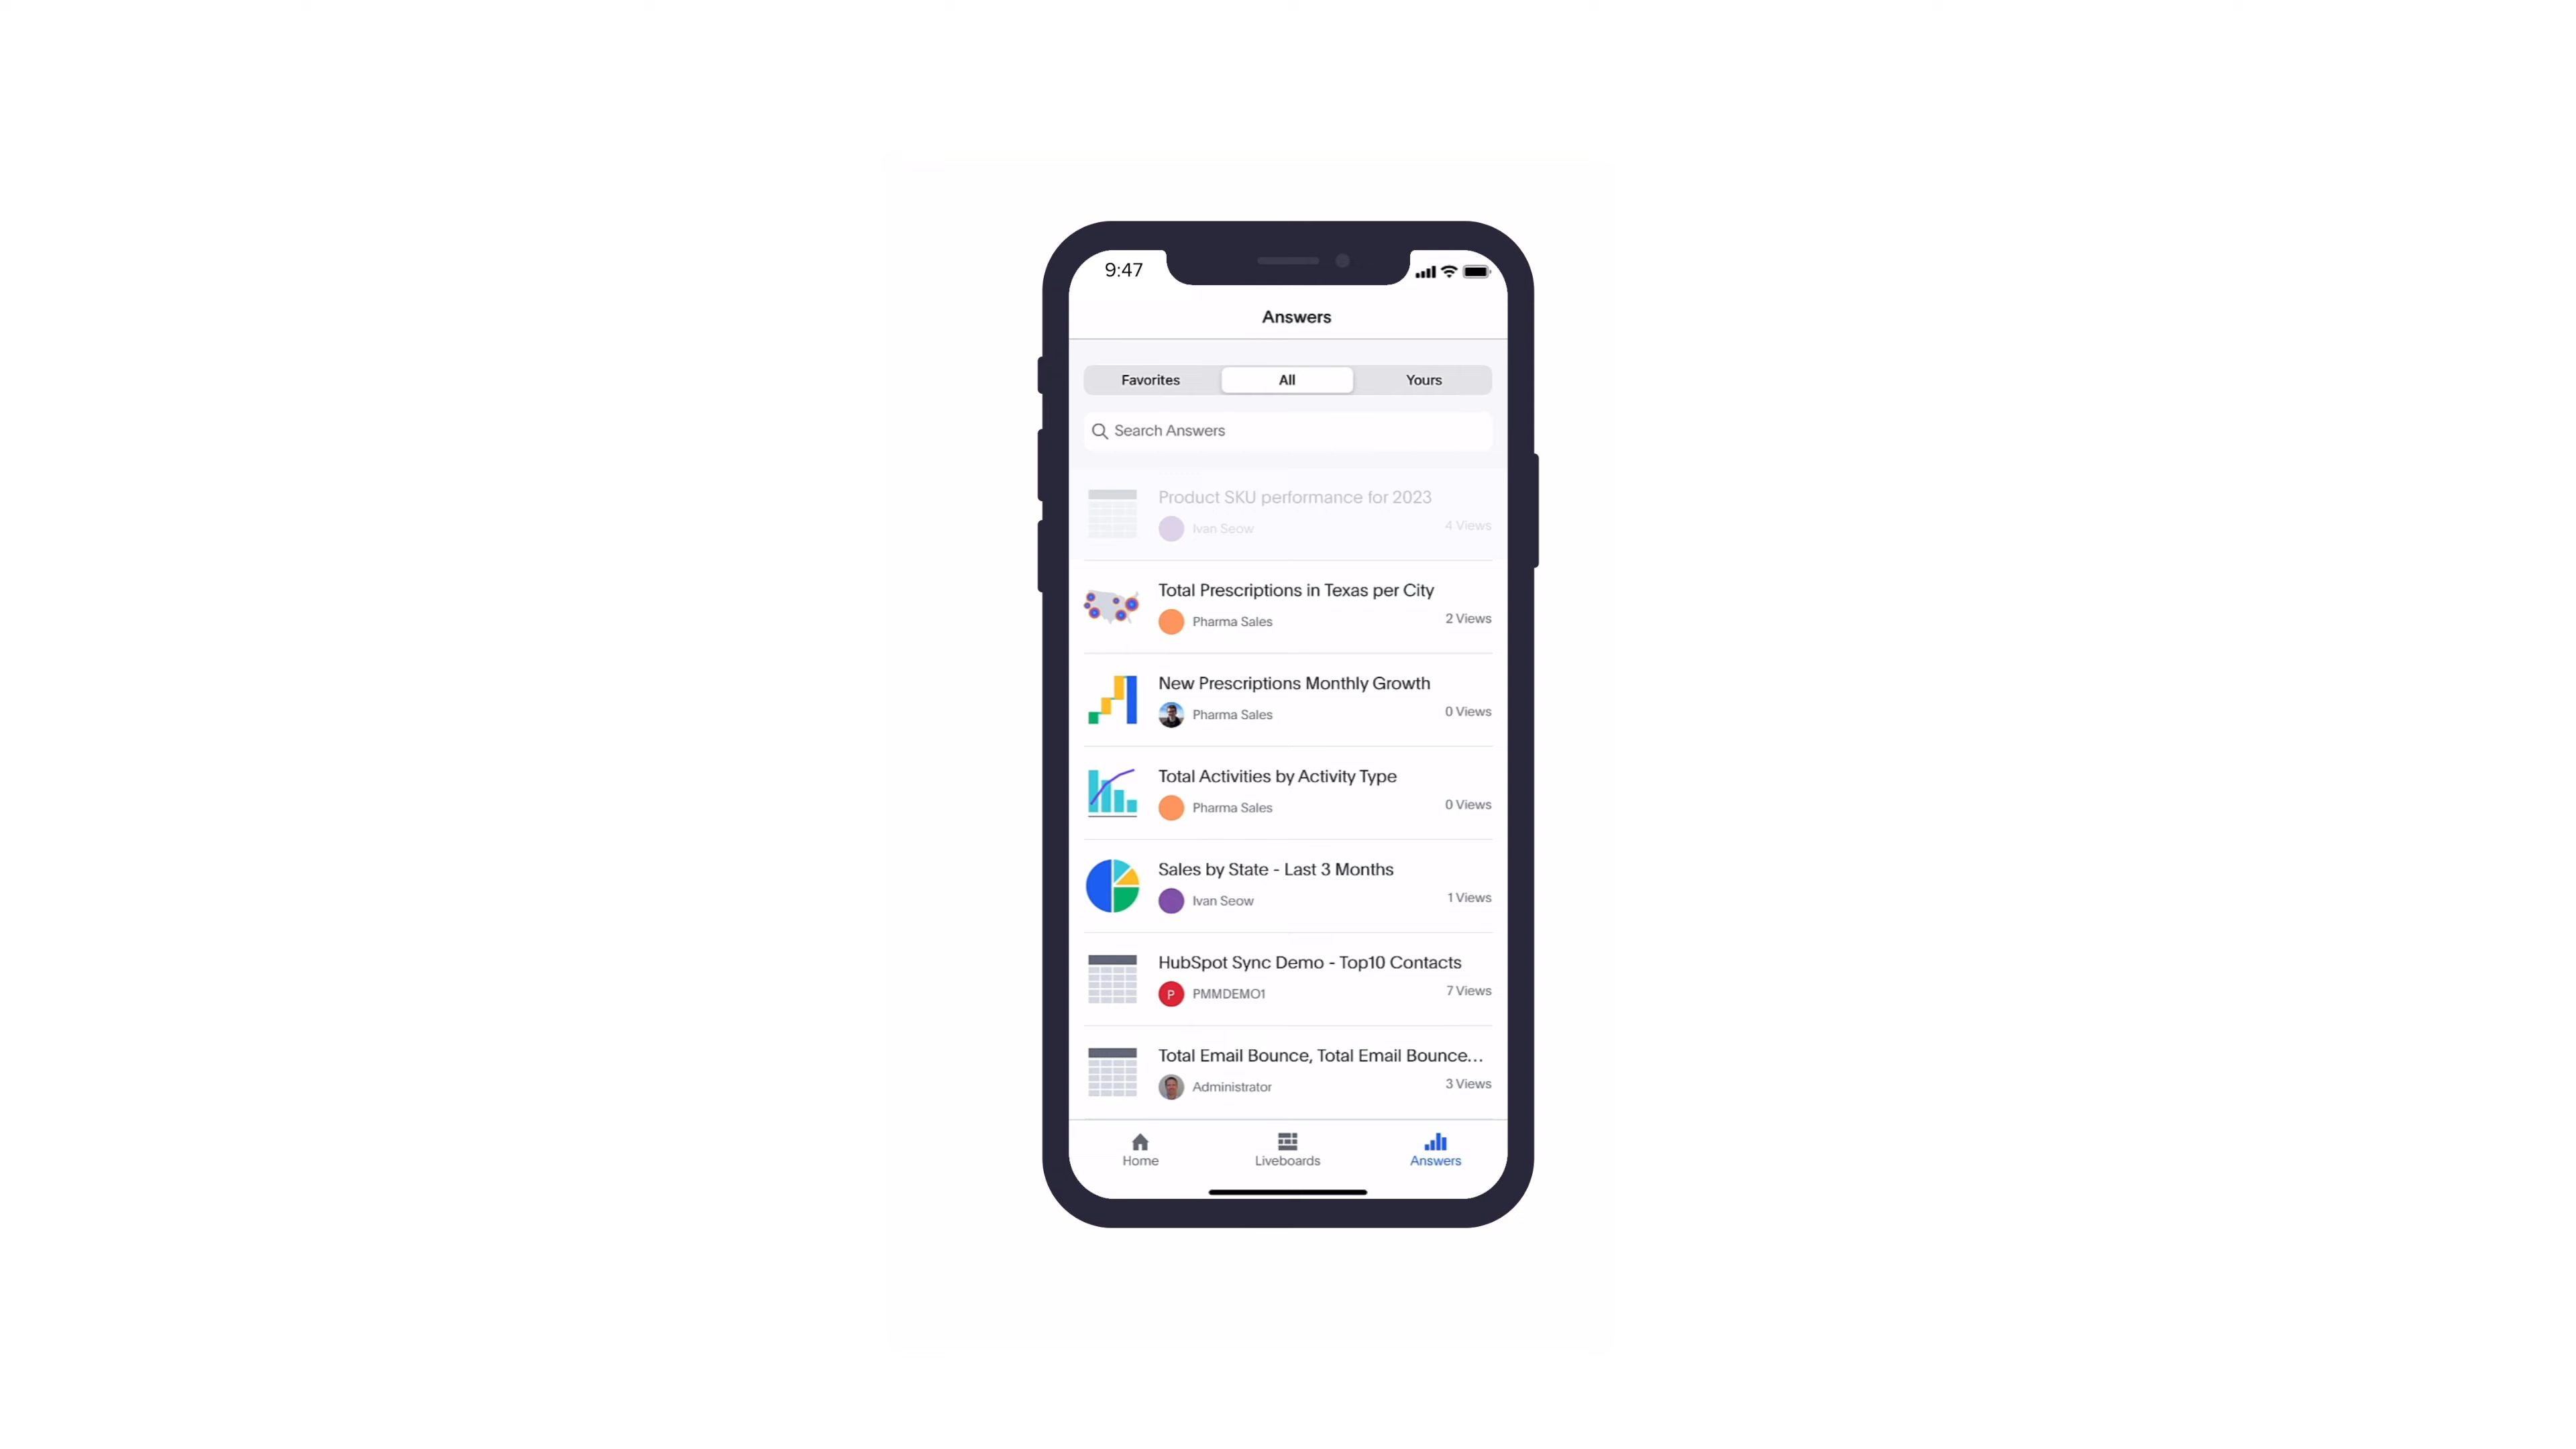 9:47
Answers
Favorites
All
Yours
Search Answers
Product SKU performance for 2023
Ivan Seow
4 Views
Total Prescriptions in Texas per City
Pharma Sales
2 Views
New Prescriptions Monthly Growth
Pharma Sales
0 Views
Total Activities by Activity Type
Pharma Sales
0 Views
Sales by State - Last 3 Months
Ivan Seow
1 Views
HubSpot Sync Demo - Top10 Contacts
P
PMMDEMO1
7 Views
Total Email Bounce, Total Email Bounce...
Administrator
3 Views
Home
Liveboards
Answers